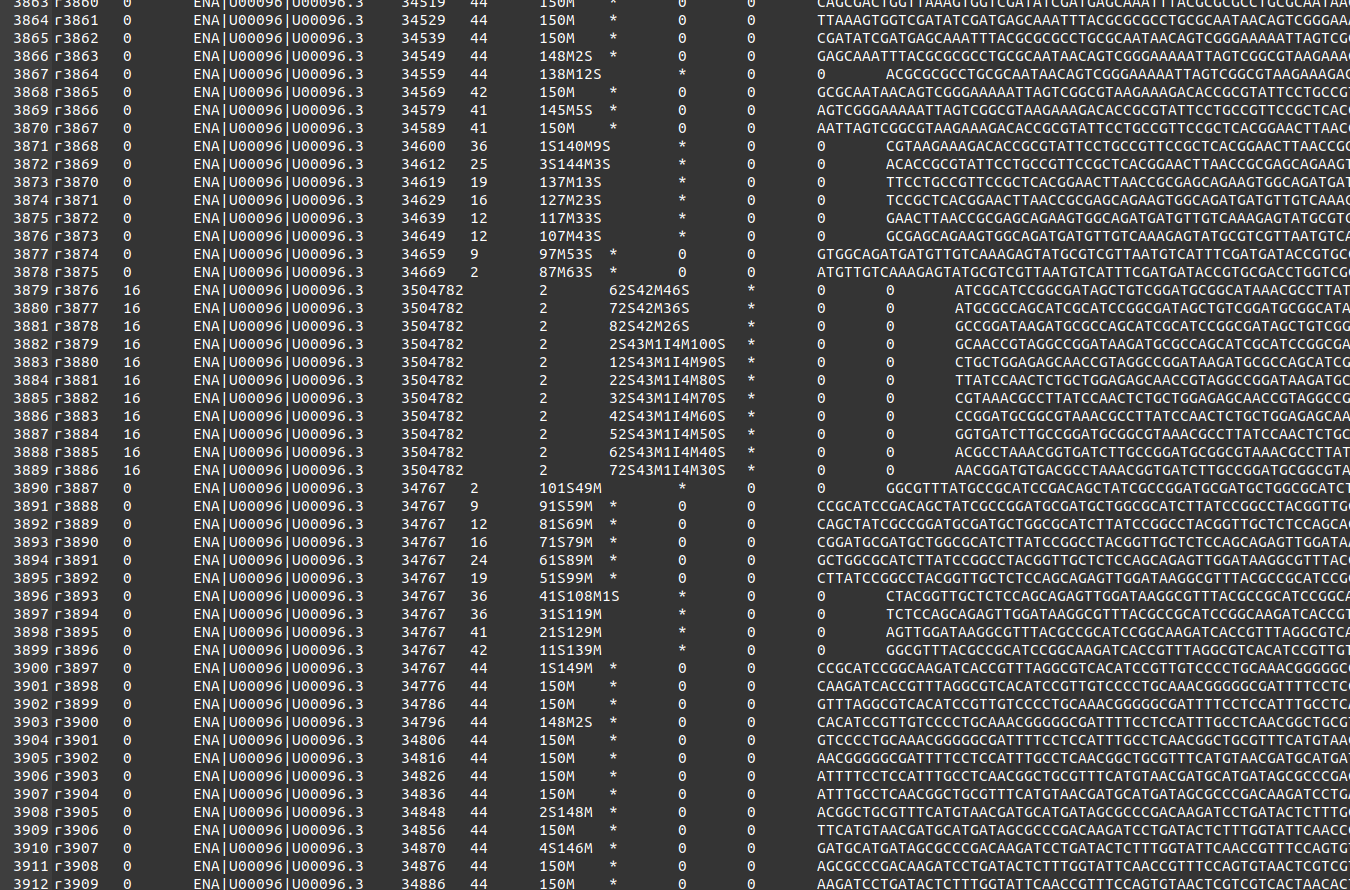 3863 r3860 0 ENA|U00096|U00096.3 34519 44 150M * 0 0 CAGCGACTGGTTAAAGTGGTCGATATCGATGAGCAAATTTACGCGCGCCTGCGCAATAAC
3864 r3861 0 ENA|U00096|U00096.3 34529 44 150M * 0 0 TTAAAGTGGTCGATATCGATGAGCAAATTTACGCGCGCCTGCGCAATAACAGTCGGGAAA
3865 r3862 0 ENA|U00096|U00096.3 34539 44 150M * 0 0 CGATATCGATGAGCAAATTTACGCGCGCCTGCGCAATAACAGTCGGGAAAAATTAGTCGG
3866 r3863 0 ENA|U00096|U00096.3 34549 44 148M2S * 0 0 GAGCAAATTTACGCGCGCCTGCGCAATAACAGTCGGGAAAAATTAGTCGGCGTAAGAAAG
3867 r3864 0 ENA|U00096|U00096.3 34559 44 138M12S * 0 0 ACGCGCGCCTGCGCAATAACAGTCGGGAAAAATTAGTCGGCGTAAGAAAGAC
3868 r3865 0 ENA|U00096|U00096.3 34569 42 150M * 0 0 GCGCAATAACAGTCGGGAAAAATTAGTCGGCGTAAGAAAGACACCGCGTATTCCTGCCGT
3869 r3866 0 ENA|U00096|U00096.3 34579 41 145M5S * 0 0 AGTCGGGAAAAATTAGTCGGCGTAAGAAAGACACCGCGTATTCCTGCCGTTCCGCTCACG
3870 r3867 0 ENA|U00096|U00096.3 34589 41 150M * 0 0 AATTAGTCGGCGTAAGAAAGACACCGCGTATTCCTGCCGTTCCGCTCACGGAACTTAACC
3871 r3868 0 ENA|U00096|U00096.3 34600 36 1S140M9S * 0 0 CGTAAGAAAGACACCGCGTATTCCTGCCGTTCCGCTCACGGAACTTAACCGC
3872 r3869 0 ENA|U00096|U00096.3 34612 25 3S144M3S * 0 0 ACACCGCGTATTCCTGCCGTTCCGCTCACGGAACTTAACCGCGAGCAGAAGT
3873 r3870 0 ENA|U00096|U00096.3 34619 19 137M13S * 0 0 TTCCTGCCGTTCCGCTCACGGAACTTAACCGCGAGCAGAAGTGGCAGATGAT
3874 r3871 0 ENA|U00096|U00096.3 34629 16 127M23S * 0 0 TCCGCTCACGGAACTTAACCGCGAGCAGAAGTGGCAGATGATGTTGTCAAAG
3875 r3872 0 ENA|U00096|U00096.3 34639 12 117M33S * 0 0 GAACTTAACCGCGAGCAGAAGTGGCAGATGATGTTGTCAAAGAGTATGCGTC
3876 r3873 0 ENA|U00096|U00096.3 34649 12 107M43S * 0 0 GCGAGCAGAAGTGGCAGATGATGTTGTCAAAGAGTATGCGTCGTTAATGTCA
3877 r3874 0 ENA|U00096|U00096.3 34659 9 97M53S * 0 0 GTGGCAGATGATGTTGTCAAAGAGTATGCGTCGTTAATGTCATTTCGATGATACCGTGCG
3878 r3875 0 ENA|U00096|U00096.3 34669 2 87M63S * 0 0 ATGTTGTCAAAGAGTATGCGTCGTTAATGTCATTTCGATGATACCGTGCGACCTGGTCGG
3879 r3876 16 ENA|U00096|U00096.3 3504782 2 62S42M46S * 0 0 ATCGCATCCGGCGATAGCTGTCGGATGCGGCATAAACGCCTTAT
3880 r3877 16 ENA|U00096|U00096.3 3504782 2 72S42M36S * 0 0 ATGCGCCAGCATCGCATCCGGCGATAGCTGTCGGATGCGGCATA
3881 r3878 16 ENA|U00096|U00096.3 3504782 2 82S42M26S * 0 0 GCCGGATAAGATGCGCCAGCATCGCATCCGGCGATAGCTGTCGG
3882 r3879 16 ENA|U00096|U00096.3 3504782 2 2S43M1I4M100S * 0 0 GCAACCGTAGGCCGGATAAGATGCGCCAGCATCGCATCCGGCGA
3883 r3880 16 ENA|U00096|U00096.3 3504782 2 12S43M1I4M90S * 0 0 CTGCTGGAGAGCAACCGTAGGCCGGATAAGATGCGCCAGCATCG
3884 r3881 16 ENA|U00096|U00096.3 3504782 2 22S43M1I4M80S * 0 0 TTATCCAACTCTGCTGGAGAGCAACCGTAGGCCGGATAAGATGC
3885 r3882 16 ENA|U00096|U00096.3 3504782 2 32S43M1I4M70S * 0 0 CGTAAACGCCTTATCCAACTCTGCTGGAGAGCAACCGTAGGCCG
3886 r3883 16 ENA|U00096|U00096.3 3504782 2 42S43M1I4M60S * 0 0 CCGGATGCGGCGTAAACGCCTTATCCAACTCTGCTGGAGAGCAA
3887 r3884 16 ENA|U00096|U00096.3 3504782 2 52S43M1I4M50S * 0 0 GGTGATCTTGCCGGATGCGGCGTAAACGCCTTATCCAACTCTGC
3888 r3885 16 ENA|U00096|U00096.3 3504782 2 62S43M1I4M40S * 0 0 ACGCCTAAACGGTGATCTTGCCGGATGCGGCGTAAACGCCTTAT
3889 r3886 16 ENA|U00096|U00096.3 3504782 2 72S43M1I4M30S * 0 0 AACGGATGTGACGCCTAAACGGTGATCTTGCCGGATGCGGCGTA
3890 r3887 0 ENA|U00096|U00096.3 34767 2 101S49M * 0 0 GGCGTTTATGCCGCATCCGACAGCTATCGCCGGATGCGATGCTGGCGCATCT
3891 r3888 0 ENA|U00096|U00096.3 34767 9 91S59M * 0 0 CCGCATCCGACAGCTATCGCCGGATGCGATGCTGGCGCATCTTATCCGGCCTACGGTTGC
3892 r3889 0 ENA|U00096|U00096.3 34767 12 81S69M * 0 0 CAGCTATCGCCGGATGCGATGCTGGCGCATCTTATCCGGCCTACGGTTGCTCTCCAGCAG
3893 r3890 0 ENA|U00096|U00096.3 34767 16 71S79M * 0 0 CGGATGCGATGCTGGCGCATCTTATCCGGCCTACGGTTGCTCTCCAGCAGAGTTGGATAA
3894 r3891 0 ENA|U00096|U00096.3 34767 24 61S89M * 0 0 GCTGGCGCATCTTATCCGGCCTACGGTTGCTCTCCAGCAGAGTTGGATAAGGCGTTTACG
3895 r3892 0 ENA|U00096|U00096.3 34767 19 51S99M * 0 0 CTTATCCGGCCTACGGTTGCTCTCCAGCAGAGTTGGATAAGGCGTTTACGCCGCATCCGG
3896 r3893 0 ENA|U00096|U00096.3 34767 36 41S108M1S * 0 0 CTACGGTTGCTCTCCAGCAGAGTTGGATAAGGCGTTTACGCCGCATCCGGCA
3897 r3894 0 ENA|U00096|U00096.3 34767 36 31S119M * 0 0 TCTCCAGCAGAGTTGGATAAGGCGTTTACGCCGCATCCGGCAAGATCACCGT
3898 r3895 0 ENA|U00096|U00096.3 34767 41 21S129M * 0 0 AGTTGGATAAGGCGTTTACGCCGCATCCGGCAAGATCACCGTTTAGGCGTCA
3899 r3896 0 ENA|U00096|U00096.3 34767 42 11S139M * 0 0 GGCGTTTACGCCGCATCCGGCAAGATCACCGTTTAGGCGTCACATCCGTTGT
3900 r3897 0 ENA|U00096|U00096.3 34767 44 1S149M * 0 0 CCGCATCCGGCAAGATCACCGTTTAGGCGTCACATCCGTTGTCCCCTGCAAACGGGGGCG
3901 r3898 0 ENA|U00096|U00096.3 34776 44 150M * 0 0 CAAGATCACCGTTTAGGCGTCACATCCGTTGTCCCCTGCAAACGGGGGCGATTTTCCTCC
3902 r3899 0 ENA|U00096|U00096.3 34786 44 150M * 0 0 GTTTAGGCGTCACATCCGTTGTCCCCTGCAAACGGGGGCGATTTTCCTCCATTTGCCTCA
3903 r3900 0 ENA|U00096|U00096.3 34796 44 148M2S * 0 0 CACATCCGTTGTCCCCTGCAAACGGGGGCGATTTTCCTCCATTTGCCTCAACGGCTGCGT
3904 r3901 0 ENA|U00096|U00096.3 34806 44 150M * 0 0 GTCCCCTGCAAACGGGGGCGATTTTCCTCCATTTGCCTCAACGGCTGCGTTTCATGTAAC
3905 r3902 0 ENA|U00096|U00096.3 34816 44 150M * 0 0 AACGGGGGCGATTTTCCTCCATTTGCCTCAACGGCTGCGTTTCATGTAACGATGCATGAT
3906 r3903 0 ENA|U00096|U00096.3 34826 44 150M * 0 0 ATTTTCCTCCATTTGCCTCAACGGCTGCGTTTCATGTAACGATGCATGATAGCGCCCGAC
3907 r3904 0 ENA|U00096|U00096.3 34836 44 150M * 0 0 ATTTGCCTCAACGGCTGCGTTTCATGTAACGATGCATGATAGCGCCCGACAAGATCCTGA
3908 r3905 0 ENA|U00096|U00096.3 34848 44 2S148M * 0 0 ACGGCTGCGTTTCATGTAACGATGCATGATAGCGCCCGACAAGATCCTGATACTCTTTGG
3909 r3906 0 ENA|U00096|U00096.3 34856 44 150M * 0 0 TTCATGTAACGATGCATGATAGCGCCCGACAAGATCCTGATACTCTTTGGTATTCAACCG
3910 r3907 0 ENA|U00096|U00096.3 34870 44 4S146M * 0 0 GATGCATGATAGCGCCCGACAAGATCCTGATACTCTTTGGTATTCAACCGTTTCCAGTGT
3911 r3908 0 ENA|U00096|U00096.3 34876 44 150M * 0 0 AGCGCCCGACAAGATCCTGATACTCTTTGGTATTCAACCGTTTCCAGTGTAACTCGTCGT
3912 r3909 0 ENA|U00096|U00096.3 34886 44 150M * 0 0 AAGATCCTGATACTCTTTGGTATTCAACCGTTTCCAGTGTAACTCGTCGTCACTAACACT